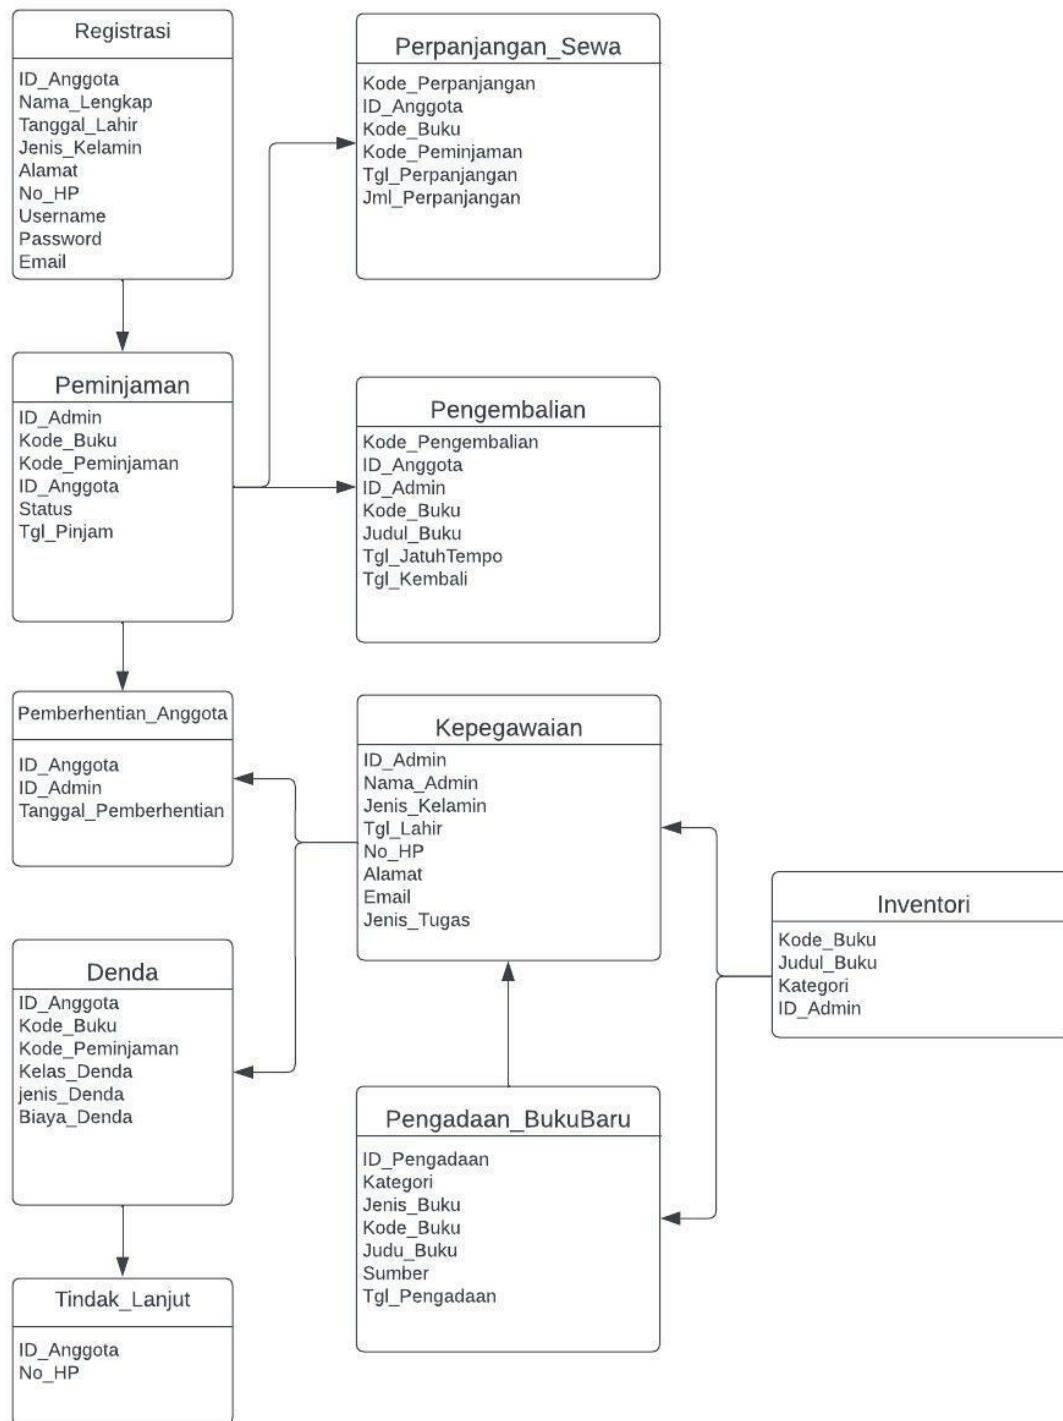 Registrasi
ID_Anggota
Nama_Lengkap
Tanggal_Lahir
Jenis_Kelamin
Alamat
No_HP
Username
Password
Email
Perpanjangan_Sewa
Kode_Perpanjangan
ID_Anggota
Kode_Buku
Kode_Peminjaman
Tgl_Perpanjangan
Jml_Perpanjangan
Peminjaman
ID_Admin
Kode_Buku
Kode_Peminjaman
ID_Anggota
Status
Tgl_Pinjam
Pengembalian
Kode_Pengembalian
ID_Anggota
ID_Admin
Kode_Buku
Judul_Buku
Tgl_JatuhTempo
Tgl_Kembali
Pemberhentian_Anggota
ID_Anggota
ID_Admin
Tanggal_Pemberhentian
Kepegawaian
ID_Admin
Nama_Admin
Jenis_Kelamin
Tgl_Lahir
No_HP
Alamat
Email
Jenis_Tugas
Inventori
Kode_Buku
Judul_Buku
Kategori
ID_Admin
Denda
ID_Anggota
Kode_Buku
Kode_Peminjaman
Kelas_Denda
jenis_Denda
Biaya_Denda
Pengadaan_BukuBaru
ID_Pengadaan
Kategori
Jenis_Buku
Kode_Buku
Judu_Buku
Sumber
Tgl_Pengadaan
Tindak_Lanjut
ID_Anggota
No_HP